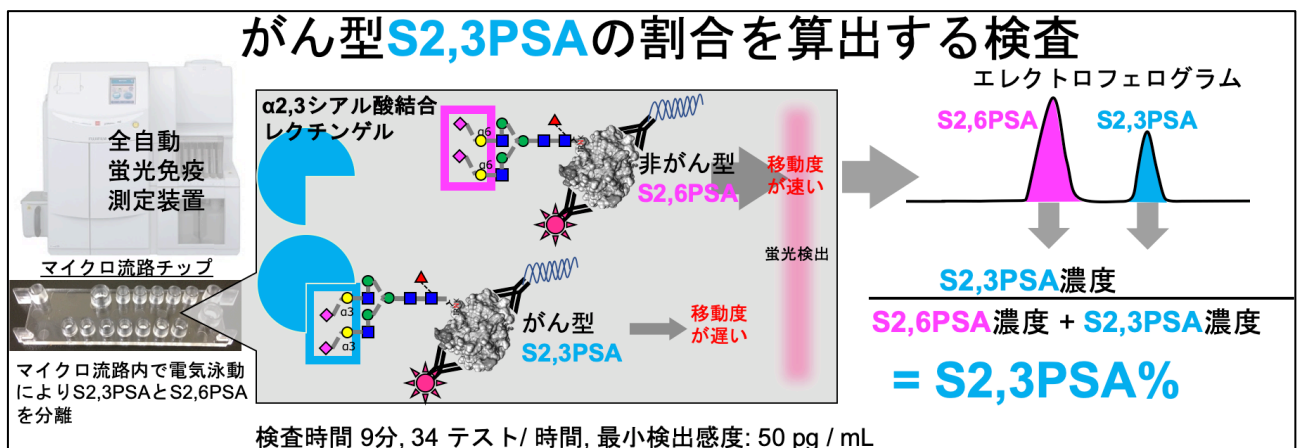 がん型S2,3PSAの割合を算出する検査
全自動
蛍光免疫
測定装置
マイクロ流路チップ
マイクロ流路内で電気泳動
によりS2,3PSAとS2,6PSA
を分離
α2,3シアル酸結合
レクチンゲル
α6
α6
非がん型
S2,6PSA
移動度
が速い
蛍光検出
α3
α3
がん型
S2,3PSA
移動度
が遅い
エレクトロフェログラム
S2,6PSA
S2,3PSA
S2,3PSA濃度
S2,6PSA濃度 + S2,3PSA濃度
= S2,3PSA%
検査時間 9分, 34 テスト/ 時間, 最小検出感度: 50 pg / mL